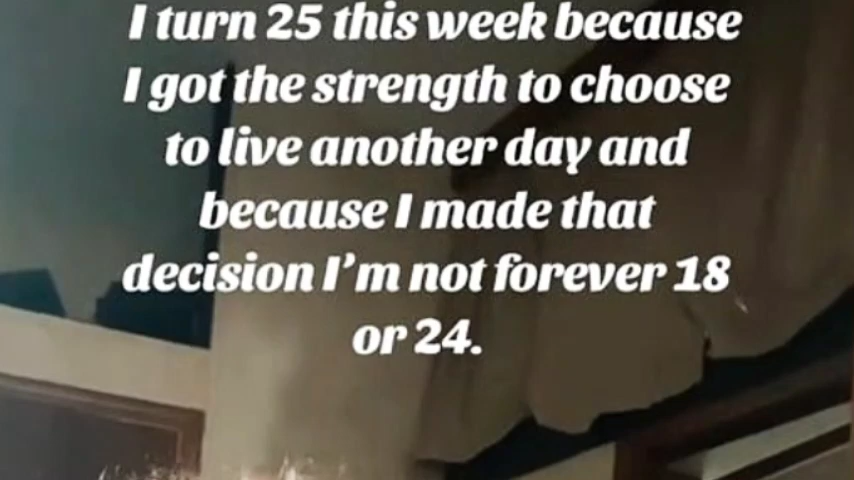 I turn 25 this week because
I got the strength to choose
to live another day and
because I made that
decision I'm not forever 18
or 24.